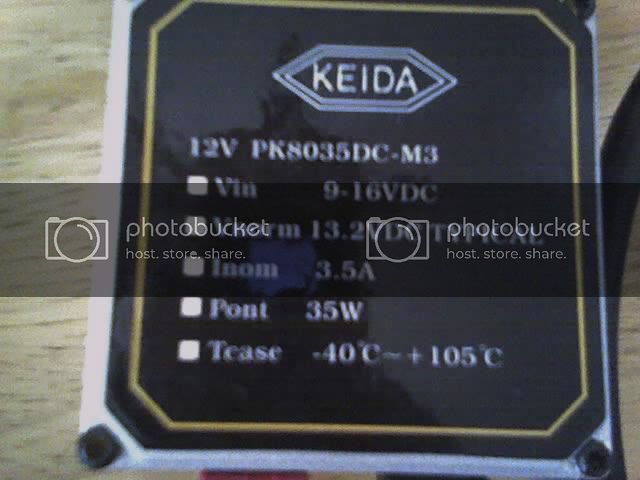 KEIDA
12V PK8035DC-M3
Vin 9-16VDC
Vnorm 13.2VDC TYPICAL
photobucket photobucket
host. store. share. host. store. share.
Inom 3.5A
Pont 35W
Tcase -40℃~+105℃